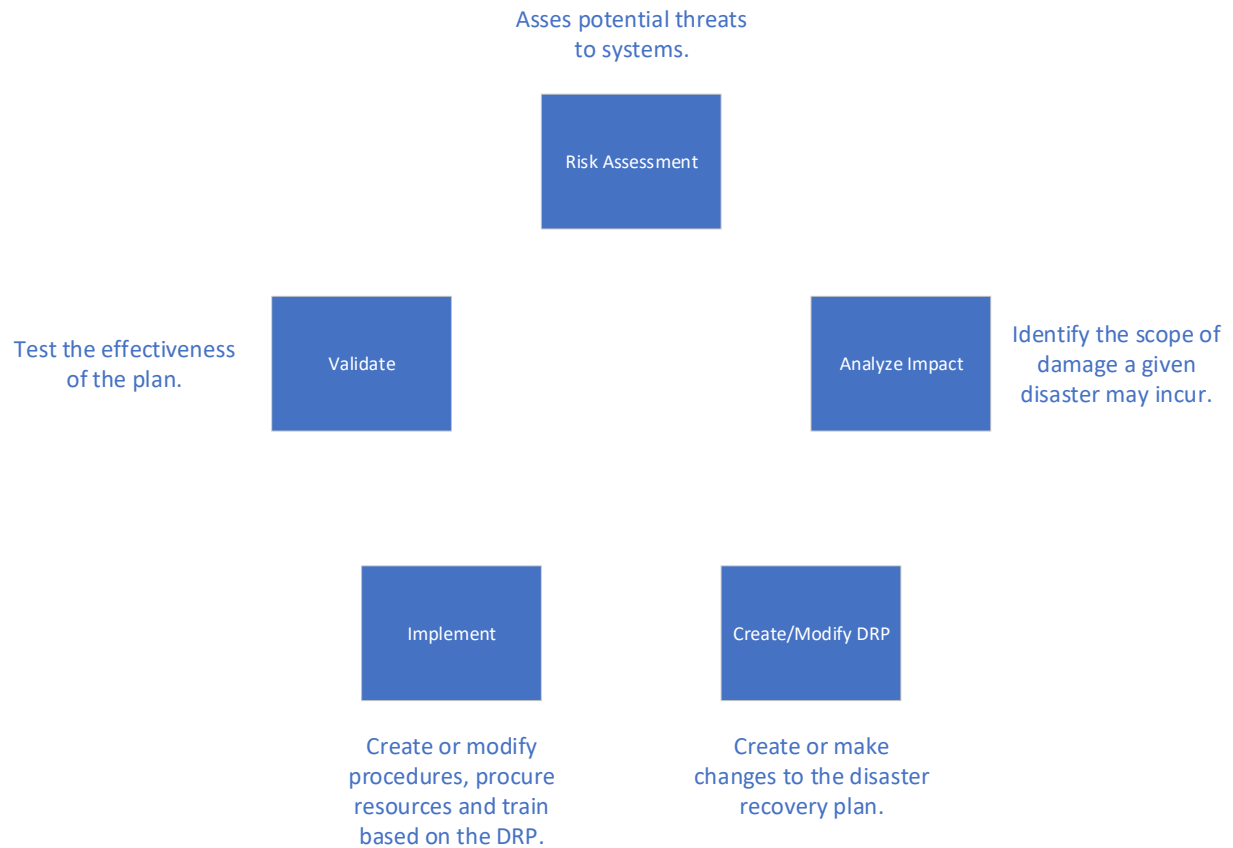 Asses potential threats
to systems.
Risk Assessment
Test the effectiveness
of the plan.
Validate
Analyze Impact
Identify the scope of
damage a given
disaster may incur.
Implement
Create/Modify DRP
Create or modify
procedures, procure
resources and train
based on the DRP.
Create or make
changes to the disaster
recovery plan.